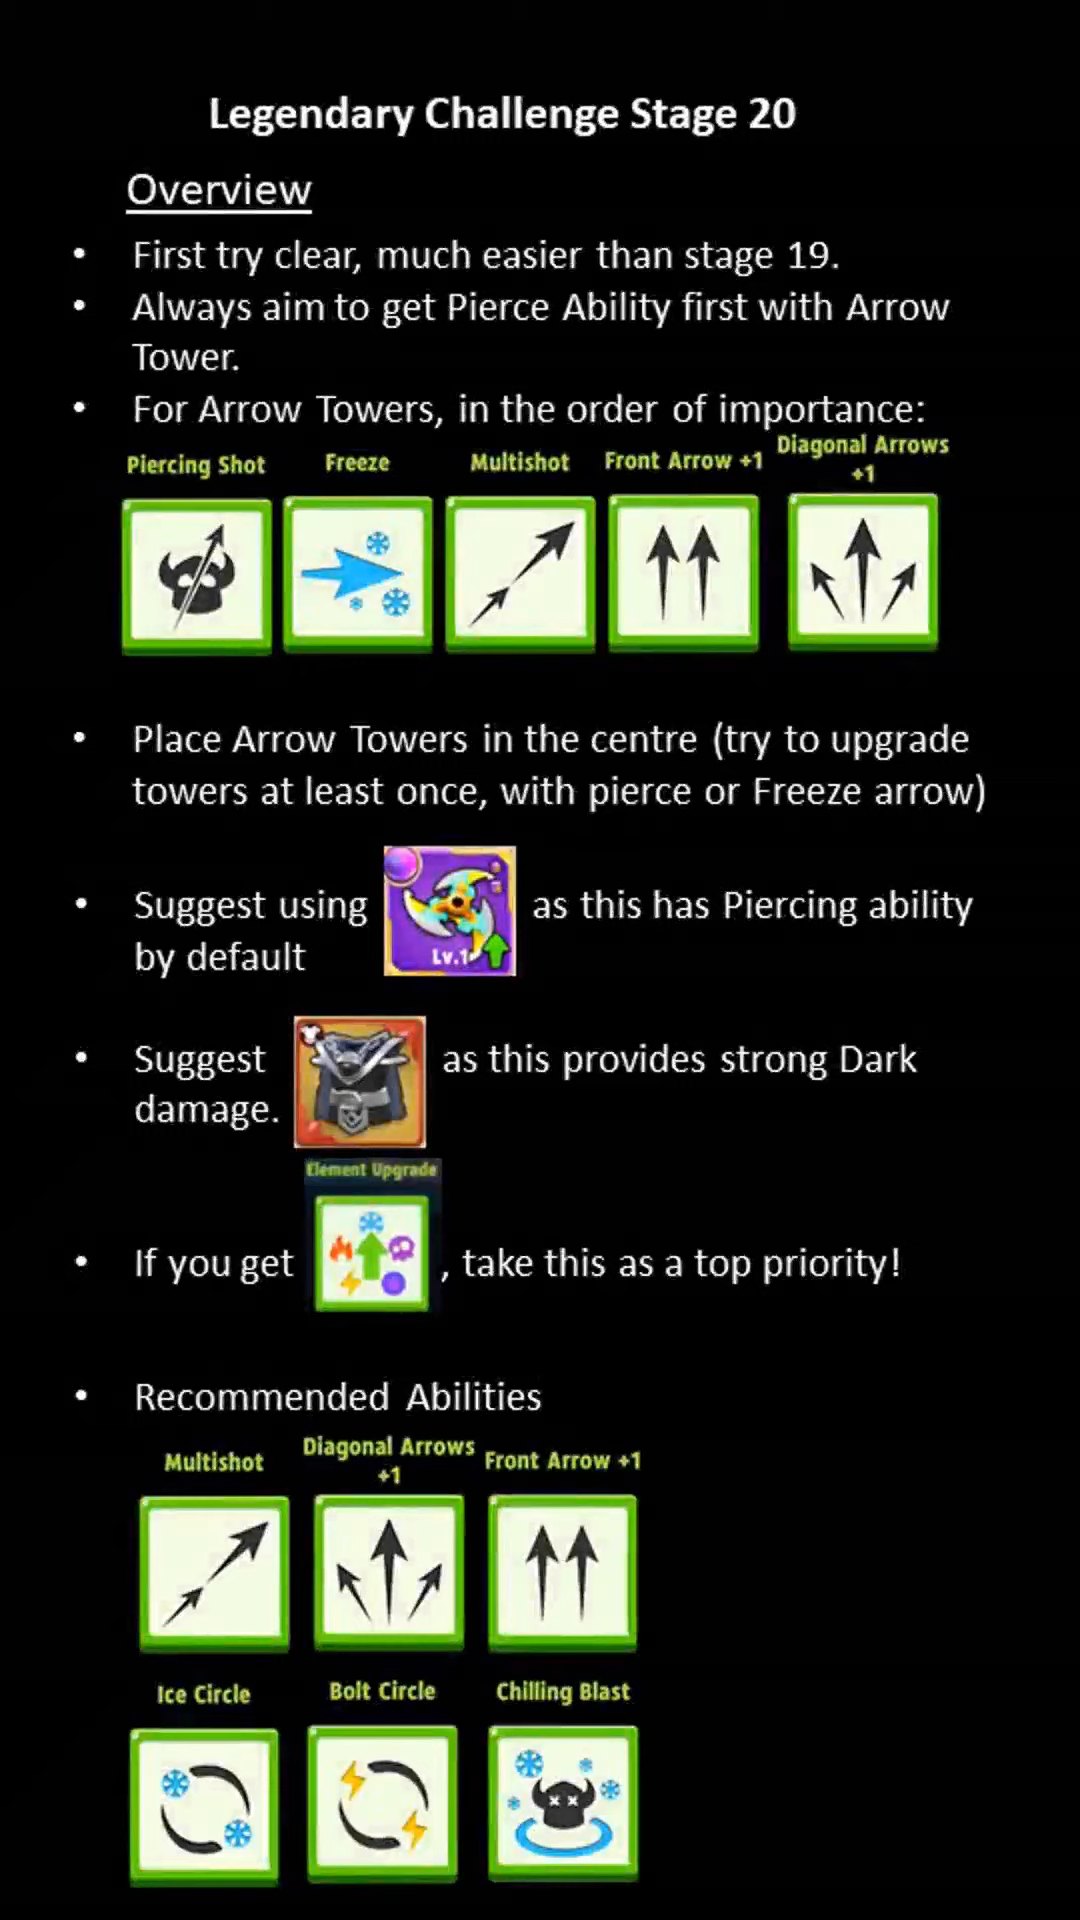 Legendary Challenge Stage 20
Overview
• First try clear, much easier than stage 19.
• Always aim to get Pierce Ability first with Arrow
Tower.
• For Arrow Towers, in the order of importance:
Piercing Shot Freeze Multishot Front Arrow +1 Diagonal Arrows
+1
• Place Arrow Towers in the centre (try to upgrade
towers at least once, with pierce or Freeze arrow)
• Suggest using as this has Piercing ability
by default
Lv.1
• Suggest as this provides strong Dark
damage.
Element Upgrade
• If you get , take this as a top priority!
• Recommended Abilities
Multishot Diagonal Arrows
+1 Front Arrow +1
Ice Circle Bolt Circle Chilling Blast